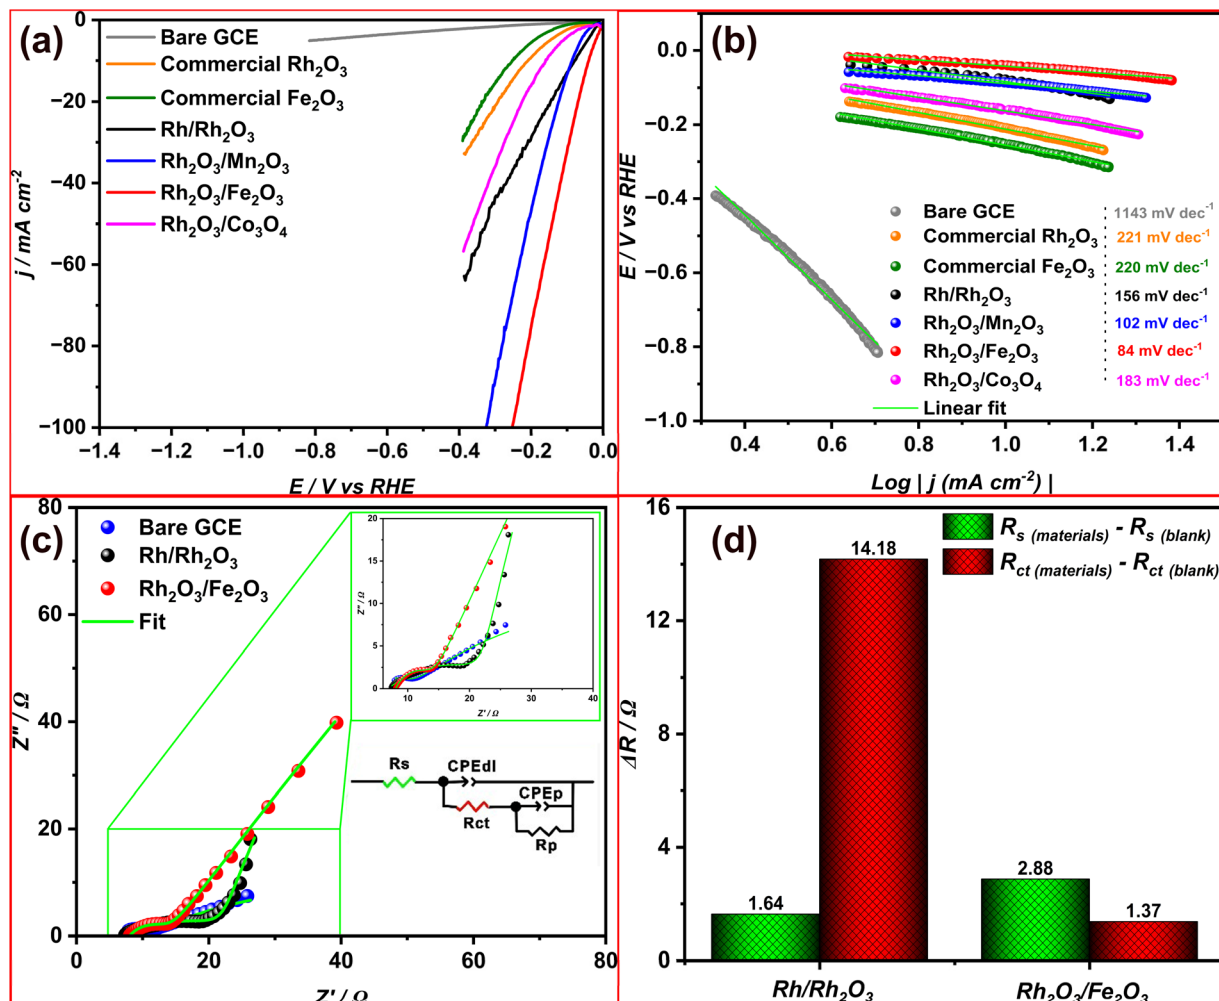 (a)
Bare GCE
Commercial Rh₂O₃
Commercial Fe₂O₃
Rh/Rh₂O₃
Rh₂O₃/Mn₂O₃
Rh₂O₃/Fe₂O₃
Rh₂O₃/Co₃O₄
0
−20
−40
−60
−80
−100
j / mA cm⁻²
−1.4 −1.2 −1.0 −0.8 −0.6 −0.4 −0.2 0.0
E / V vs RHE
(b)
0.0
−0.2
−0.4
−0.6
−0.8
−1.0
E / V vs RHE
Bare GCE 1143 mV dec⁻¹
Commercial Rh₂O₃ 221 mV dec⁻¹
Commercial Fe₂O₃ 220 mV dec⁻¹
Rh/Rh₂O₃ 156 mV dec⁻¹
Rh₂O₃/Mn₂O₃ 102 mV dec⁻¹
Rh₂O₃/Fe₂O₃ 84 mV dec⁻¹
Rh₂O₃/Co₃O₄ 183 mV dec⁻¹
Linear fit
0.4 0.6 0.8 1.0 1.2 1.4
Log | j (mA cm⁻²) |
(c)
Bare GCE
Rh/Rh₂O₃
Rh₂O₃/Fe₂O₃
Fit
80
60
40
20
0
Z'' / Ω
0 20 40 60 80
Z' / Ω
20
15
10
5
0
Z'' / Ω
10 20 30 40
Z' / Ω
Rs
CPEdl
CPEp
Rct
Rp
(d)
R s (materials) - R s (blank)
R ct (materials) - R ct (blank)
16
12
8
4
0
ΔR / Ω
14.18
1.64
2.88
1.37
Rh/Rh₂O₃ Rh₂O₃/Fe₂O₃